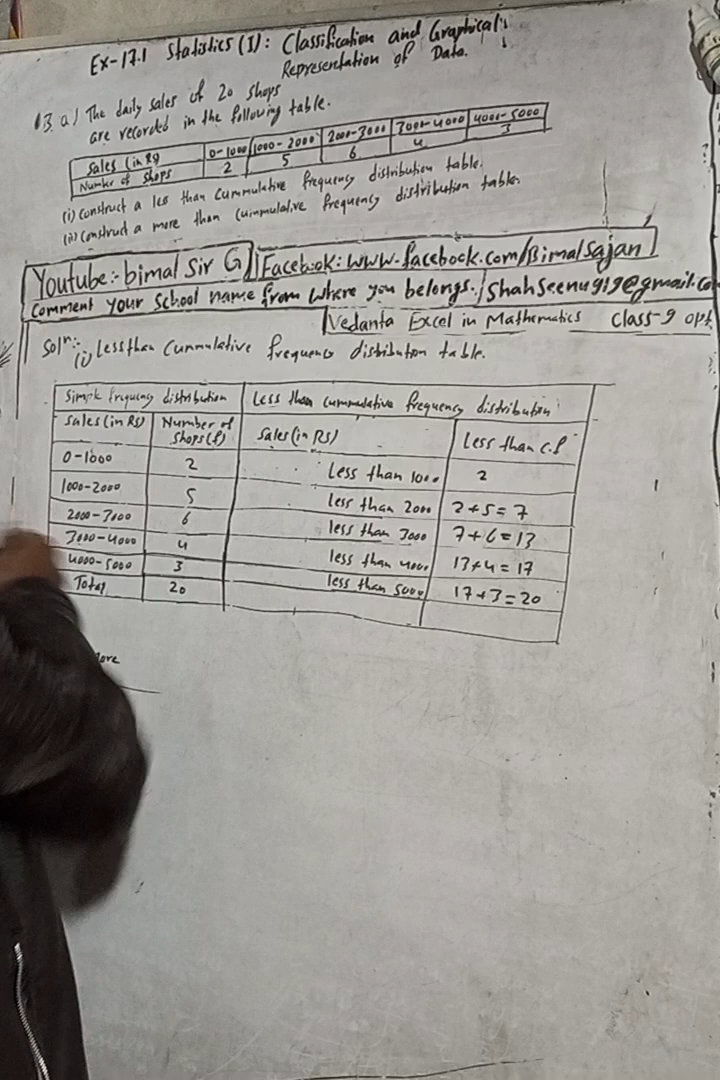 Ex-17.1 Statistics (I): Classification and Graphical
Representation of Data.
13. a) The daily sales of 20 shops
are recorded in the following table.
Sales (in Rs) 0-1000 1000-2000 2000-3000 3000-4000 4000-5000
Number of shops 2 5 6 4 3
(i) construct a less than cummulative frequency distribution table.
(ii) construct a more than cummulative frequency distribution table.
Youtube:- bimal Sir G Facebook: www.facebook.com/Bimalsajan
Comment your School name from where you belongs. / Shahseenu919@gmail.co
Vedanta Excel in Mathematics Class-9 opt
Solⁿ:-
(i) Less than Cummulative frequency distribution table.
Simple frequency distribution Less than cummulative frequency distribution
Sales (in Rs) Number of shops (f) Sales (in RS) Less than c.f
0-1000 2 Less than 1000 2
1000-2000 5 less than 2000 2+5=7
2000-3000 6 less than 3000 7+6=13
3000-4000 4 less than 4000 13+4=17
4000-5000 3 less than 5000 17+3=20
Total 20
More